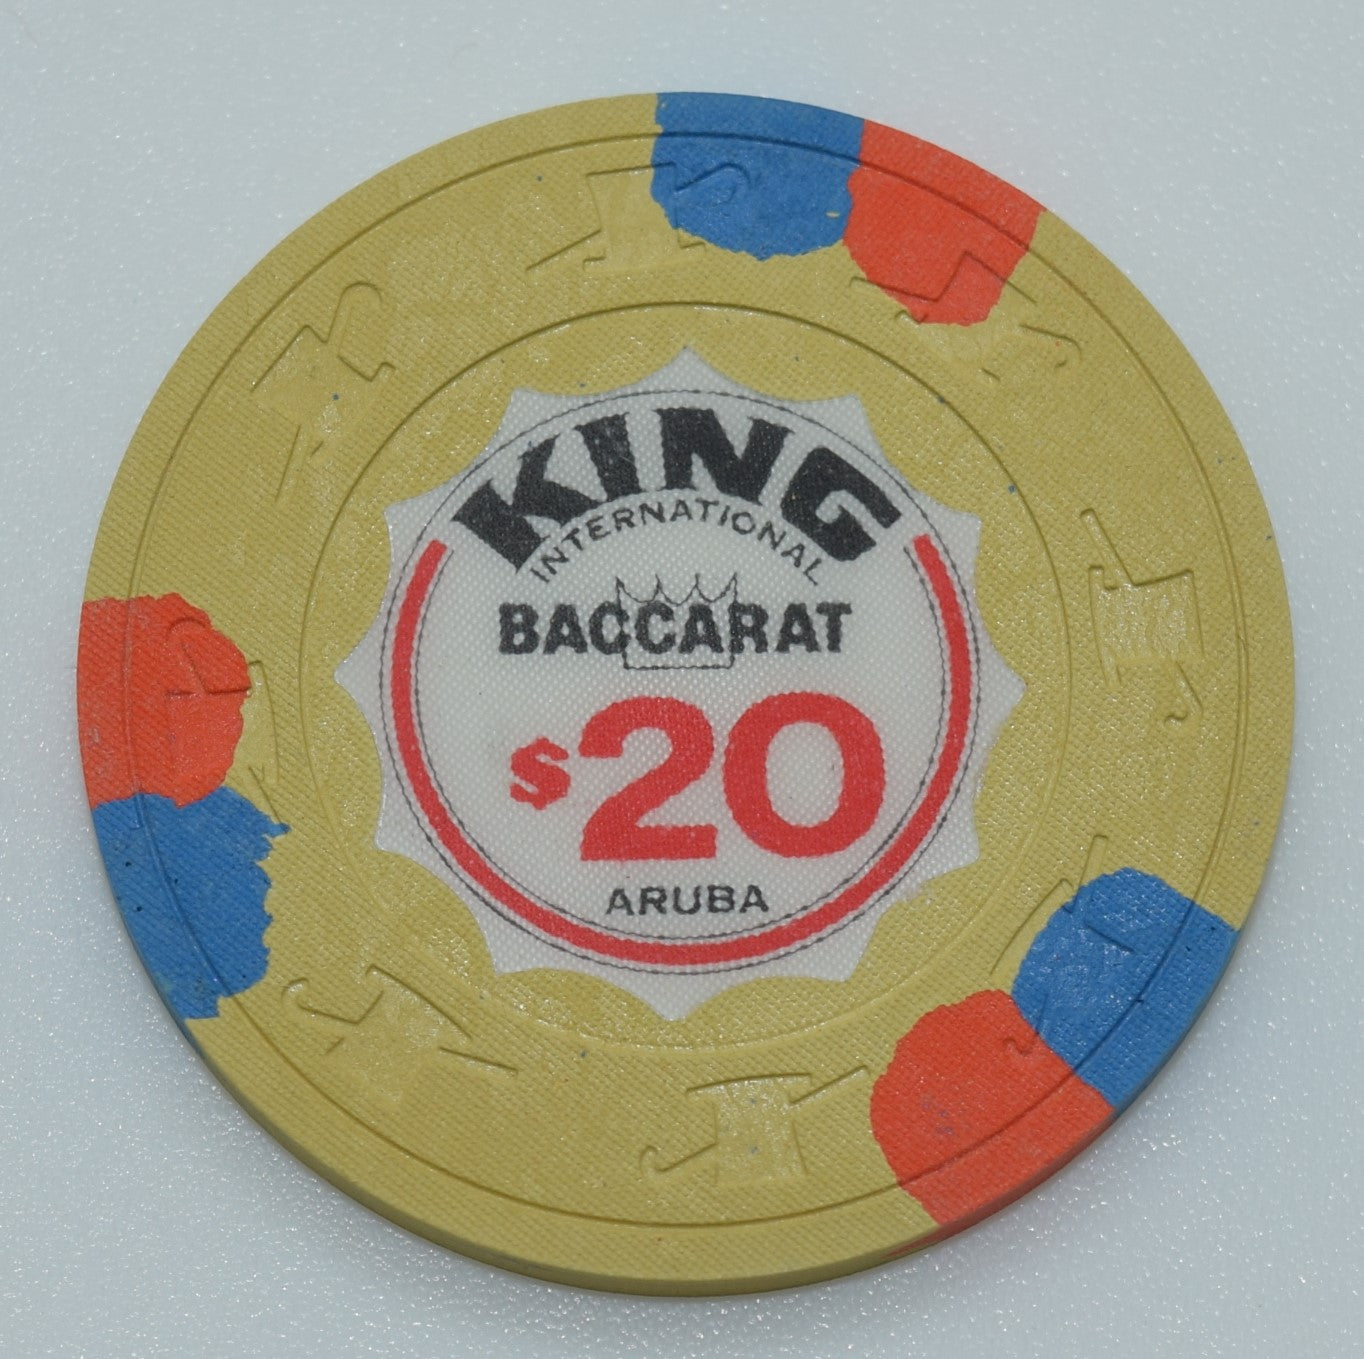 KING
INTERNATIONAL
BACCARAT
$20
ARUBA